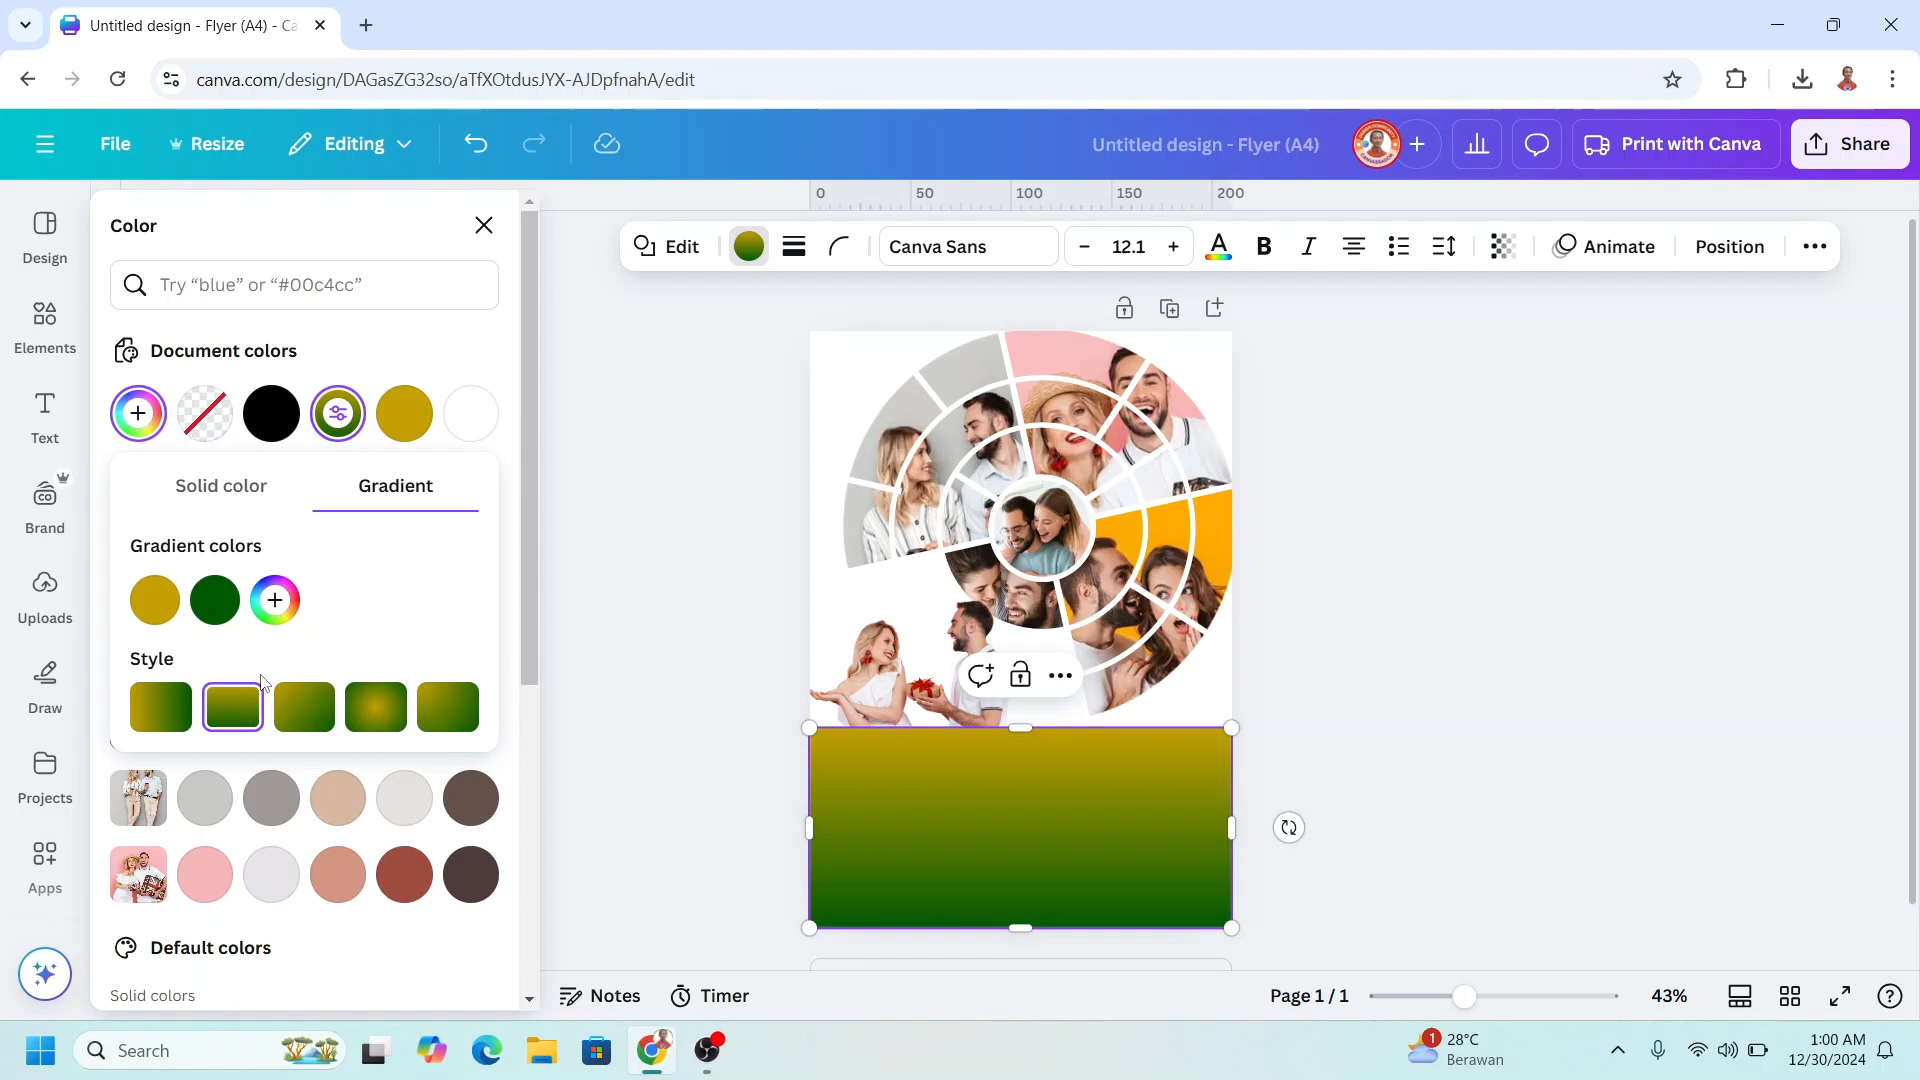 Untitled design - Flyer (A4) - Ca
canva.com/design/DAGasZG32so/aTfXOtdusJYX-AJDpfnahA/edit
File
Resize
Editing
Untitled design - Flyer (A4)
Print with Canva
Share
Design
Elements
Text
Brand
Uploads
Draw
Projects
Apps
Color
Try “blue” or “#00c4cc”
Document colors
Solid color
Gradient
Gradient colors
Style
Default colors
Solid colors
0
50
100
150
200
Edit
Canva Sans
– 12.1 +
A
B
I
Animate
Position
Notes
Timer
Page 1 / 1
43%
Search
1
28°C
Berawan
1:00 AM
12/30/2024